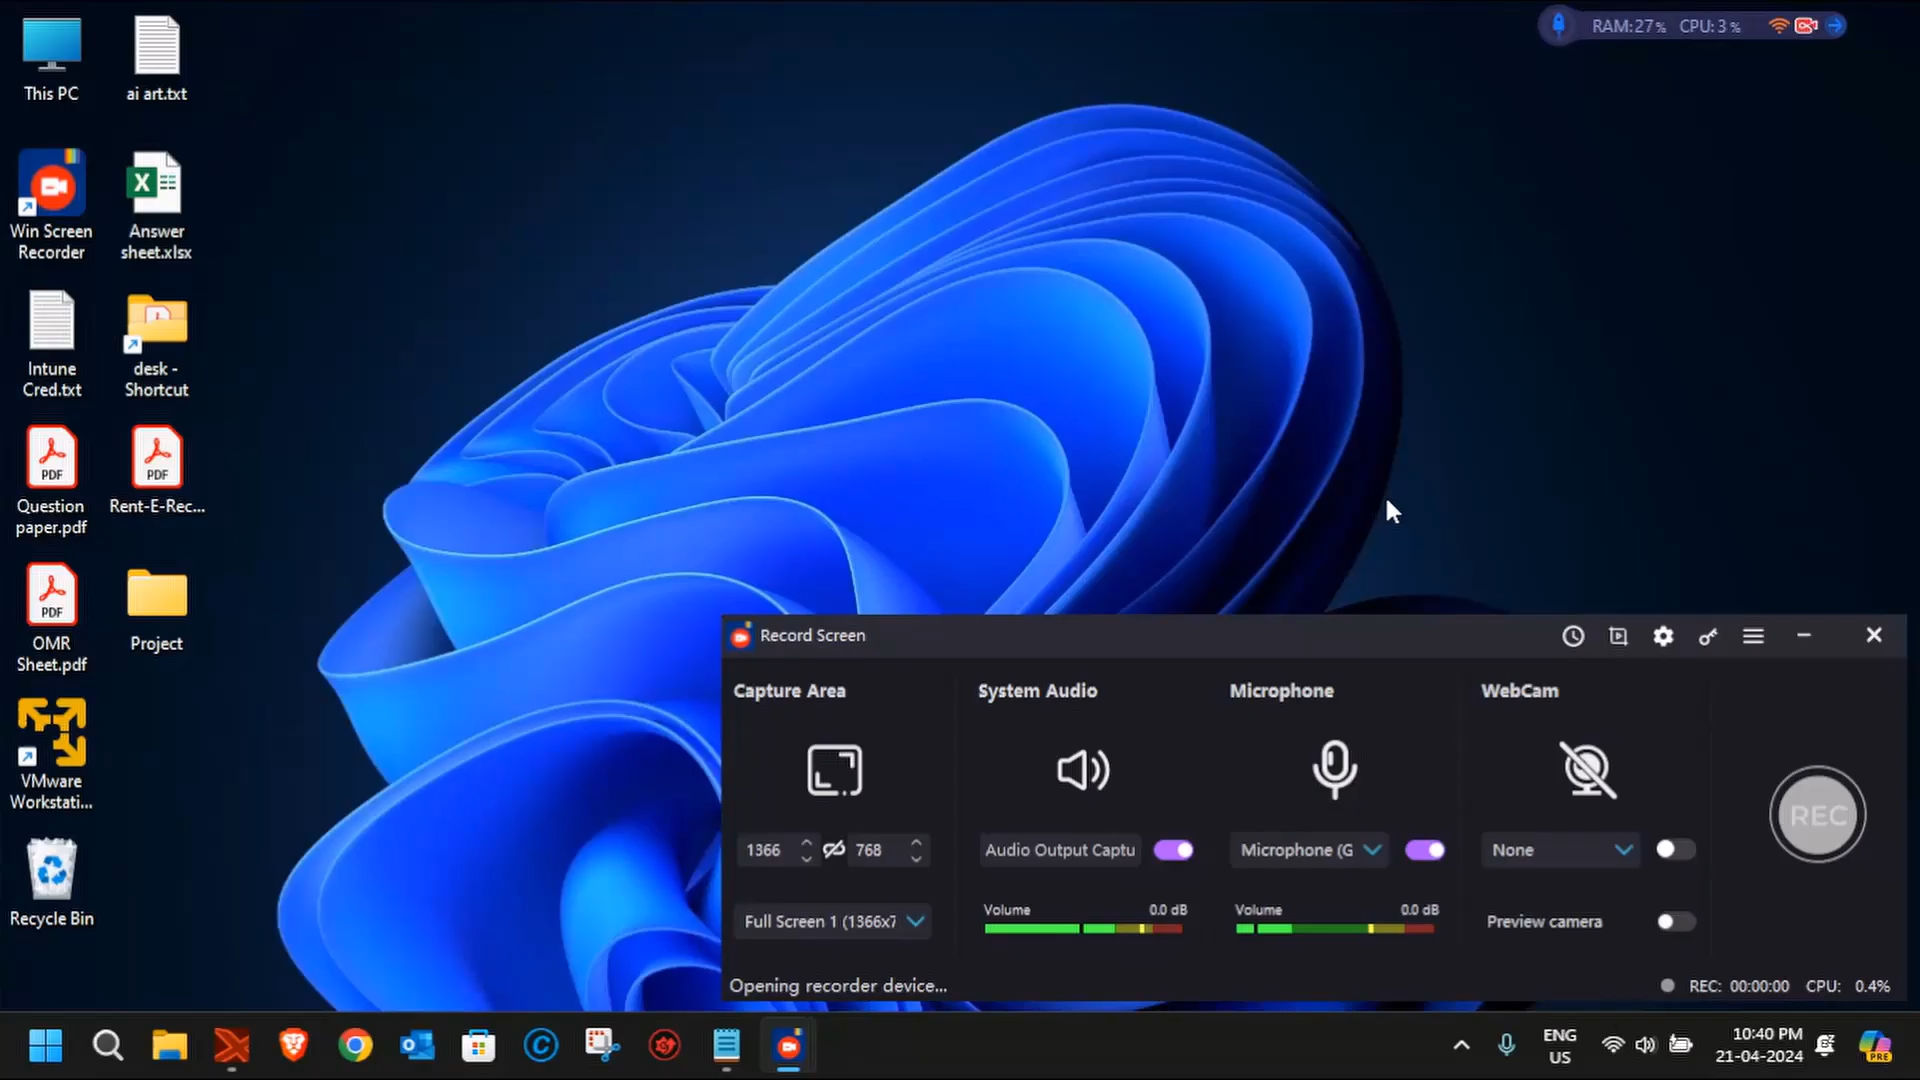 RAM:27% CPU:3%
This PC
ai art.txt
X
Win Screen
Recorder
Answer
sheet.xlsx
Intune
Cred.txt
desk -
Shortcut
PDF
PDF
Question
paper.pdf
Rent-E-Rec...
PDF
OMR
Sheet.pdf
Project
VMware
Workstati...
Recycle Bin
Record Screen
Capture Area
System Audio
Microphone
WebCam
1366
768
Audio Output Captu
Microphone (G
None
REC
Full Screen 1 (1366x7
Volume 0.0 dB
Volume 0.0 dB
Preview camera
Opening recorder device...
REC: 00:00:00 CPU: 0.4%
ENG
US
10:40 PM
21-04-2024
PRE